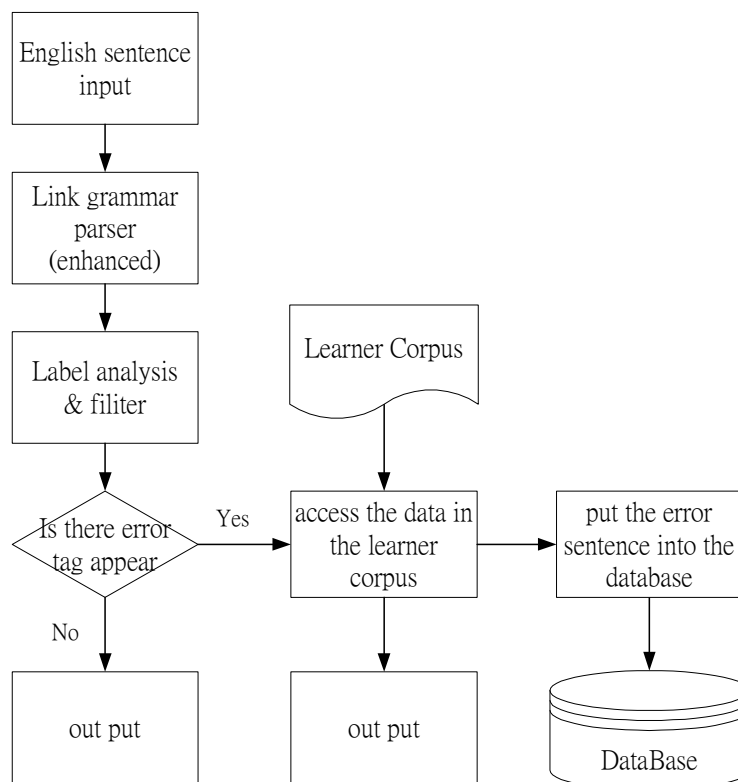 English sentence
input
Link grammar
parser
(enhanced)
Label analysis
& filiter
Learner Corpus
Is there error
tag appear
Yes
No
access the data in
the learner
corpus
put the error
sentence into the
database
out put
out put
DataBase